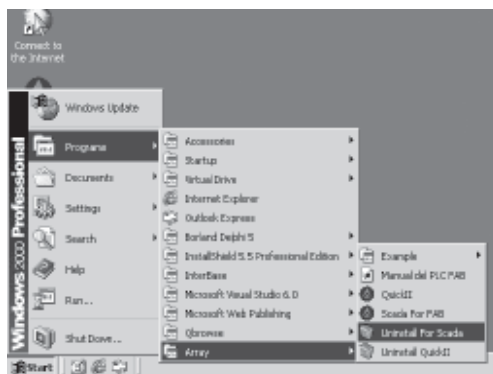 Connect to
the Internet
Windows Update
Programs
Documents
Settings
Search
Help
Run...
Shut Down...
Windows 2000 Professional
Start
Accessories
Startup
Virtual Drive
Internet Explorer
Outlook Express
Borland Delphi 5
InstallShield 5.5 Professional Edition
InterBase
Microsoft Visual Studio 6.0
Microsoft Web Publishing
Qbrowse
Array
Example
Manual del PLC FAB
QuickII
Scada For FAB
Uninstall For Scada
Uninstall QuickII